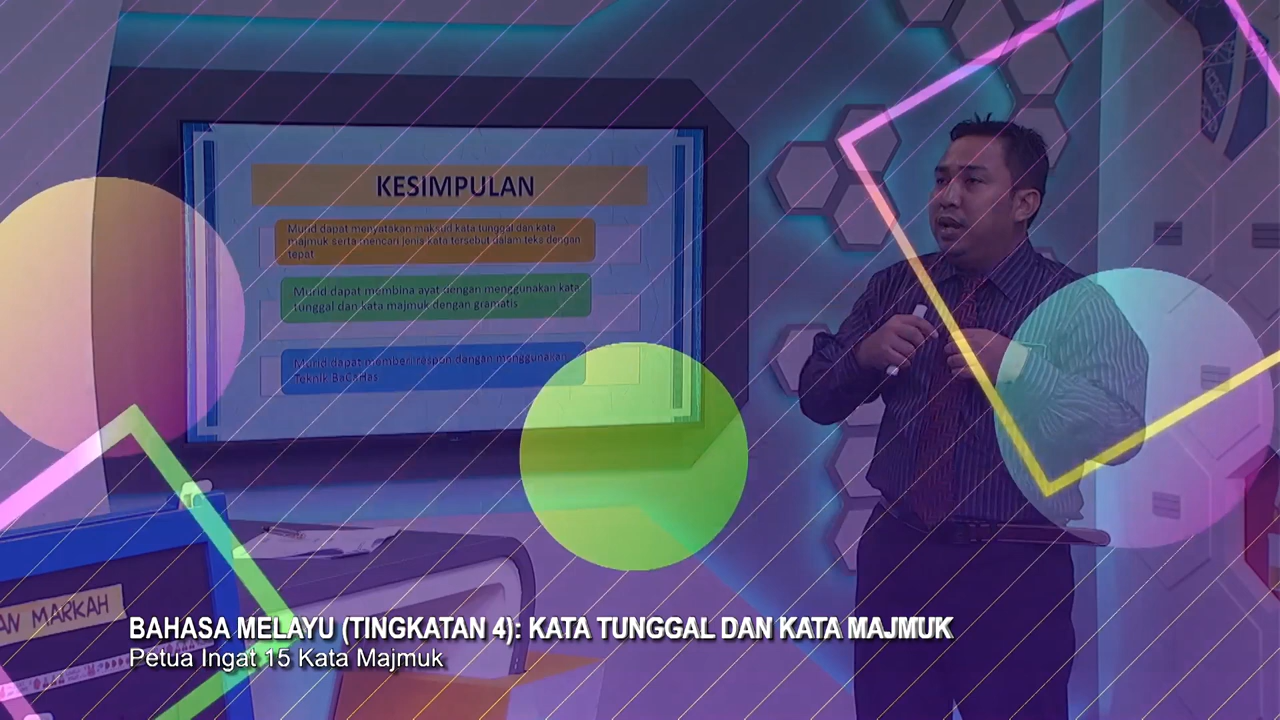 KESIMPULAN
Murid dapat menyatakan maksud kata tunggal dan kata
majmuk serta mencari jenis kata tersebut dalam teks dengan
tepat
Murid dapat membina ayat dengan menggunakan kata
tunggal dan kata majmuk dengan gramatis
Murid dapat memberi respon dengan menggunakan
Teknik
AN MARKAH
BAHASA MELAYU (TINGKATAN 4): KATA TUNGGAL DAN KATA MAJMUK
Petua Ingat 15 Kata Majmuk